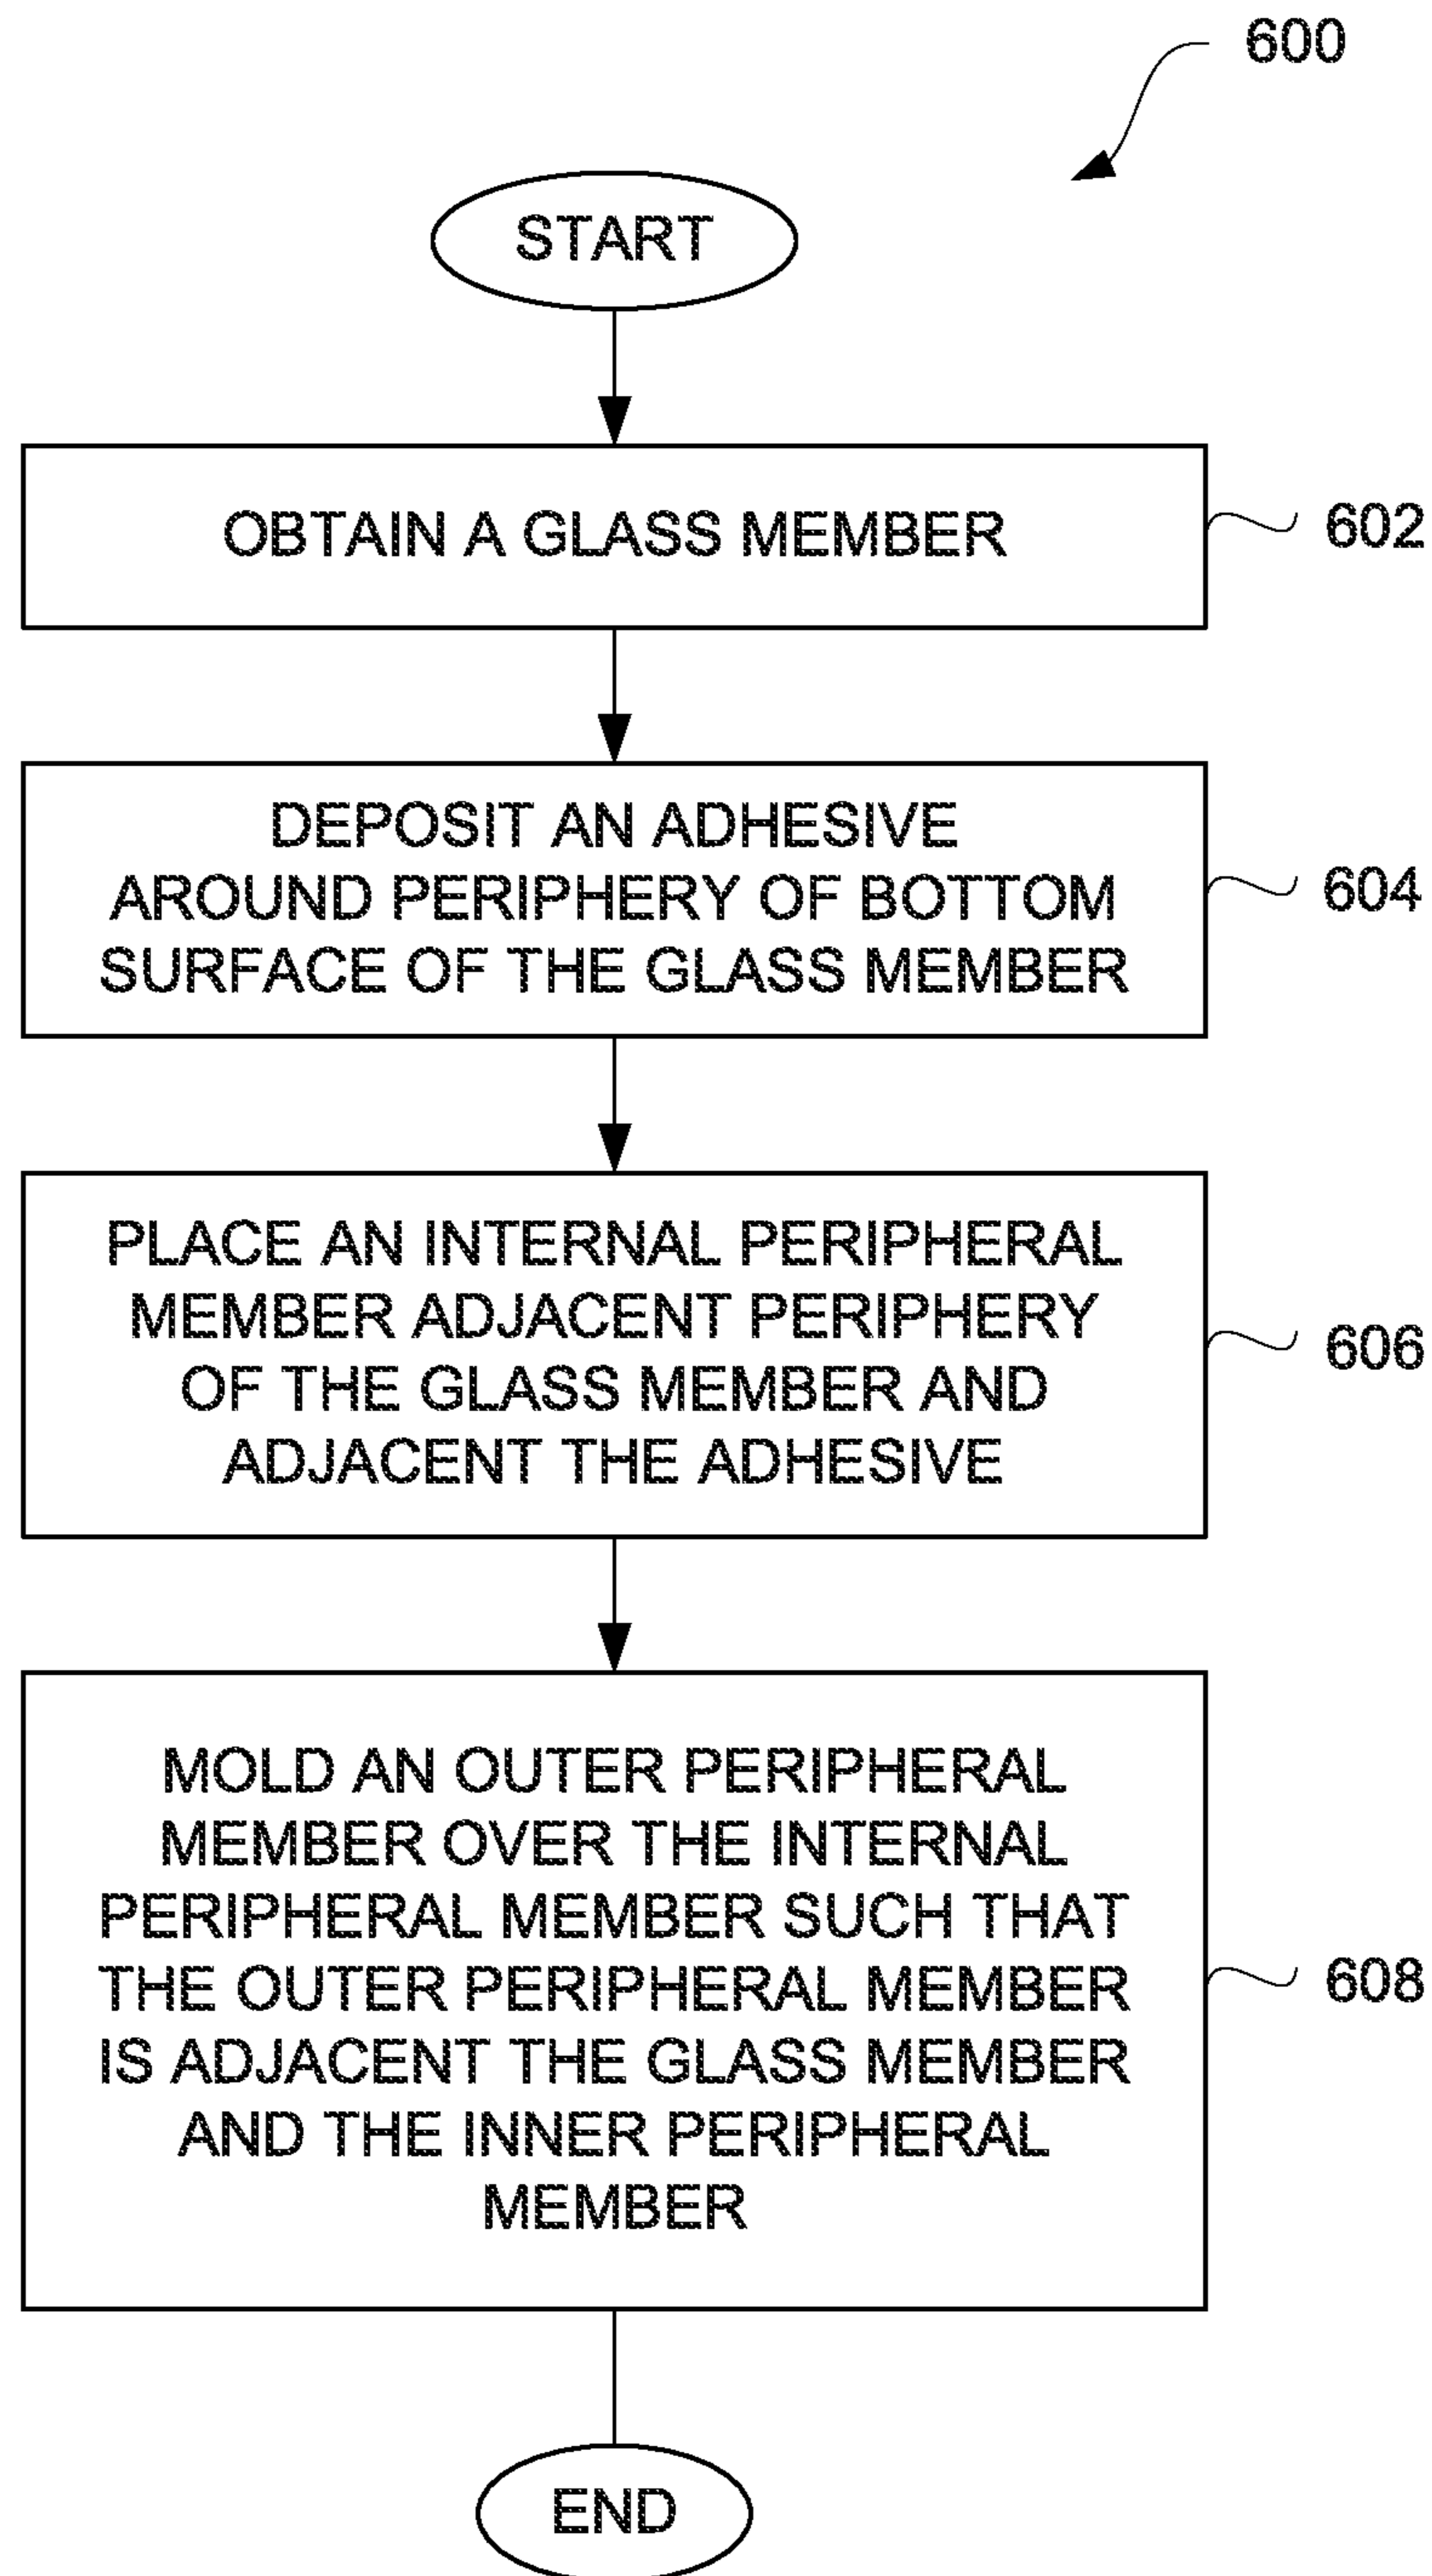 600
START
OBTAIN A GLASS MEMBER
602
DEPOSIT AN ADHESIVE
AROUND PERIPHERY OF BOTTOM
SURFACE OF THE GLASS MEMBER
604
PLACE AN INTERNAL PERIPHERAL
MEMBER ADJACENT PERIPHERY
OF THE GLASS MEMBER AND
ADJACENT THE ADHESIVE
606
MOLD AN OUTER PERIPHERAL
MEMBER OVER THE INTERNAL
PERIPHERAL MEMBER SUCH THAT
THE OUTER PERIPHERAL MEMBER
IS ADJACENT THE GLASS MEMBER
AND THE INNER PERIPHERAL
MEMBER
608
END